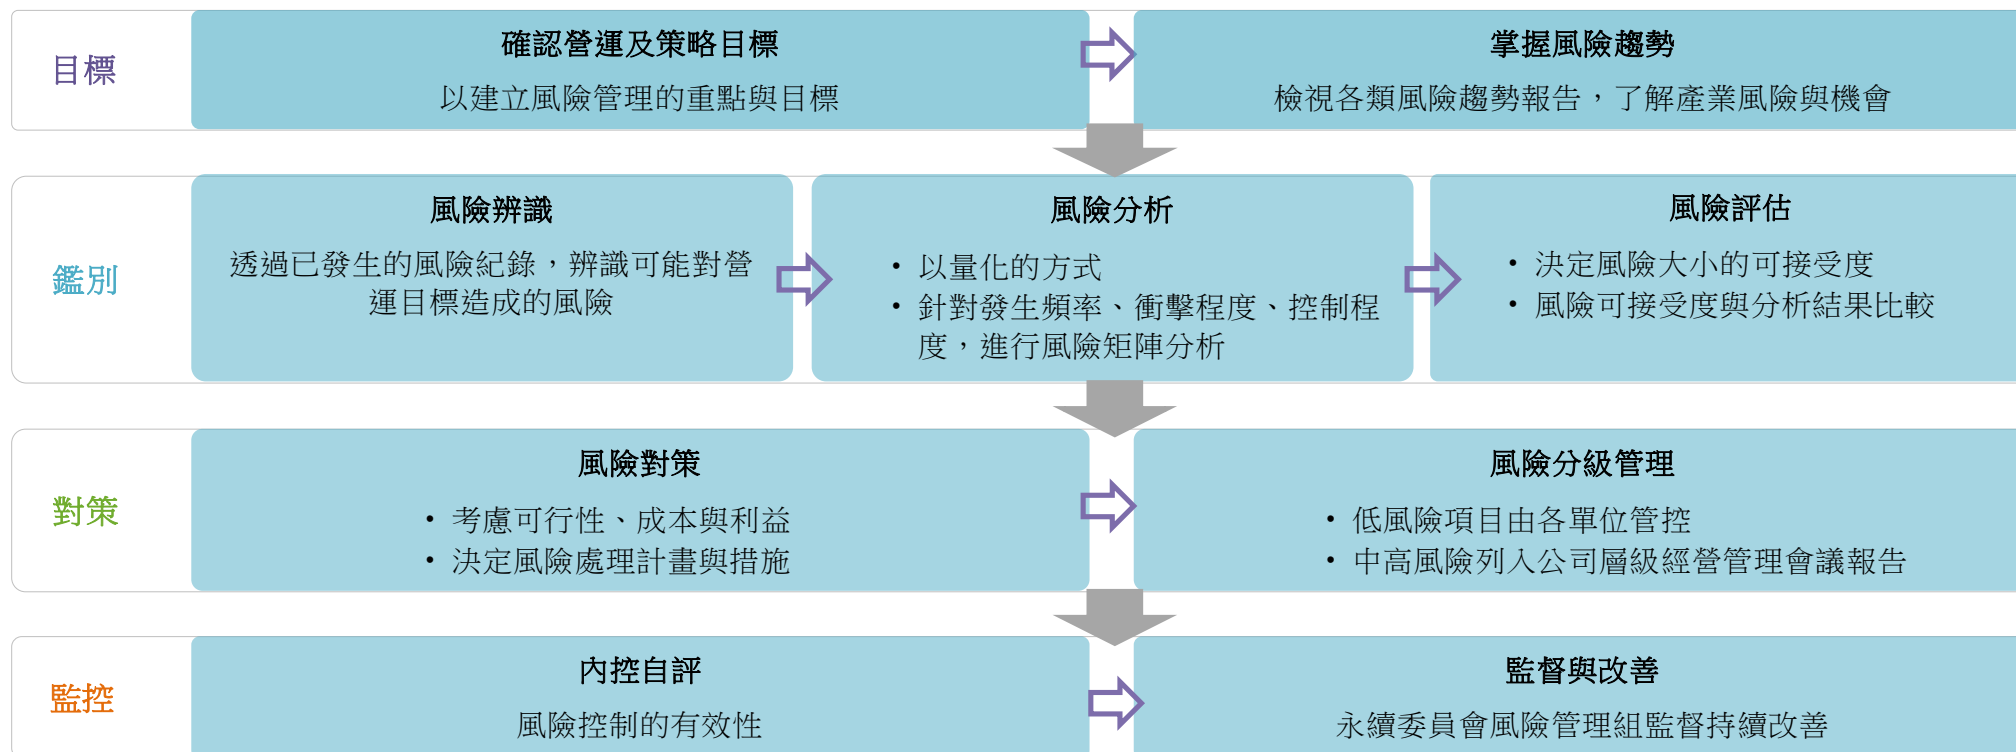 目標
確認營運及策略目標
以建立風險管理的重點與目標
掌握風險趨勢
檢視各類風險趨勢報告，了解產業風險與機會
鑑別
風險辨識
透過已發生的風險紀錄，辨識可能對營
運目標造成的風險
風險分析
• 以量化的方式
• 針對發生頻率、衝擊程度、控制程
度，進行風險矩陣分析
風險評估
• 決定風險大小的可接受度
• 風險可接受度與分析結果比較
對策
風險對策
• 考慮可行性、成本與利益
• 決定風險處理計畫與措施
風險分級管理
• 低風險項目由各單位管控
• 中高風險列入公司層級經營管理會議報告
監控
內控自評
風險控制的有效性
監督與改善
永續委員會風險管理組監督持續改善